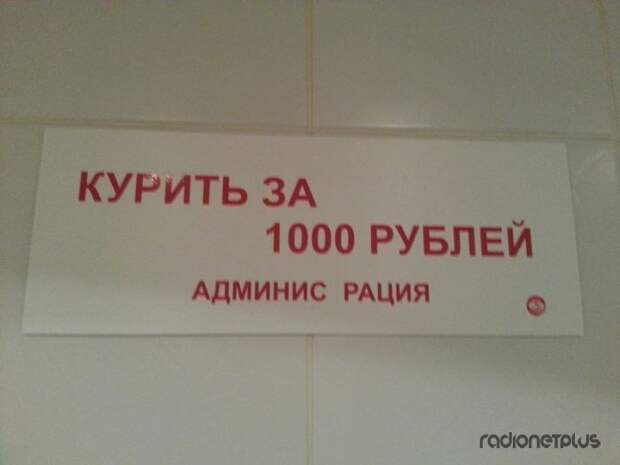 КУРИТЬ ЗА
1000 РУБЛЕЙ
АДМИНИС РАЦИЯ
radionetplus